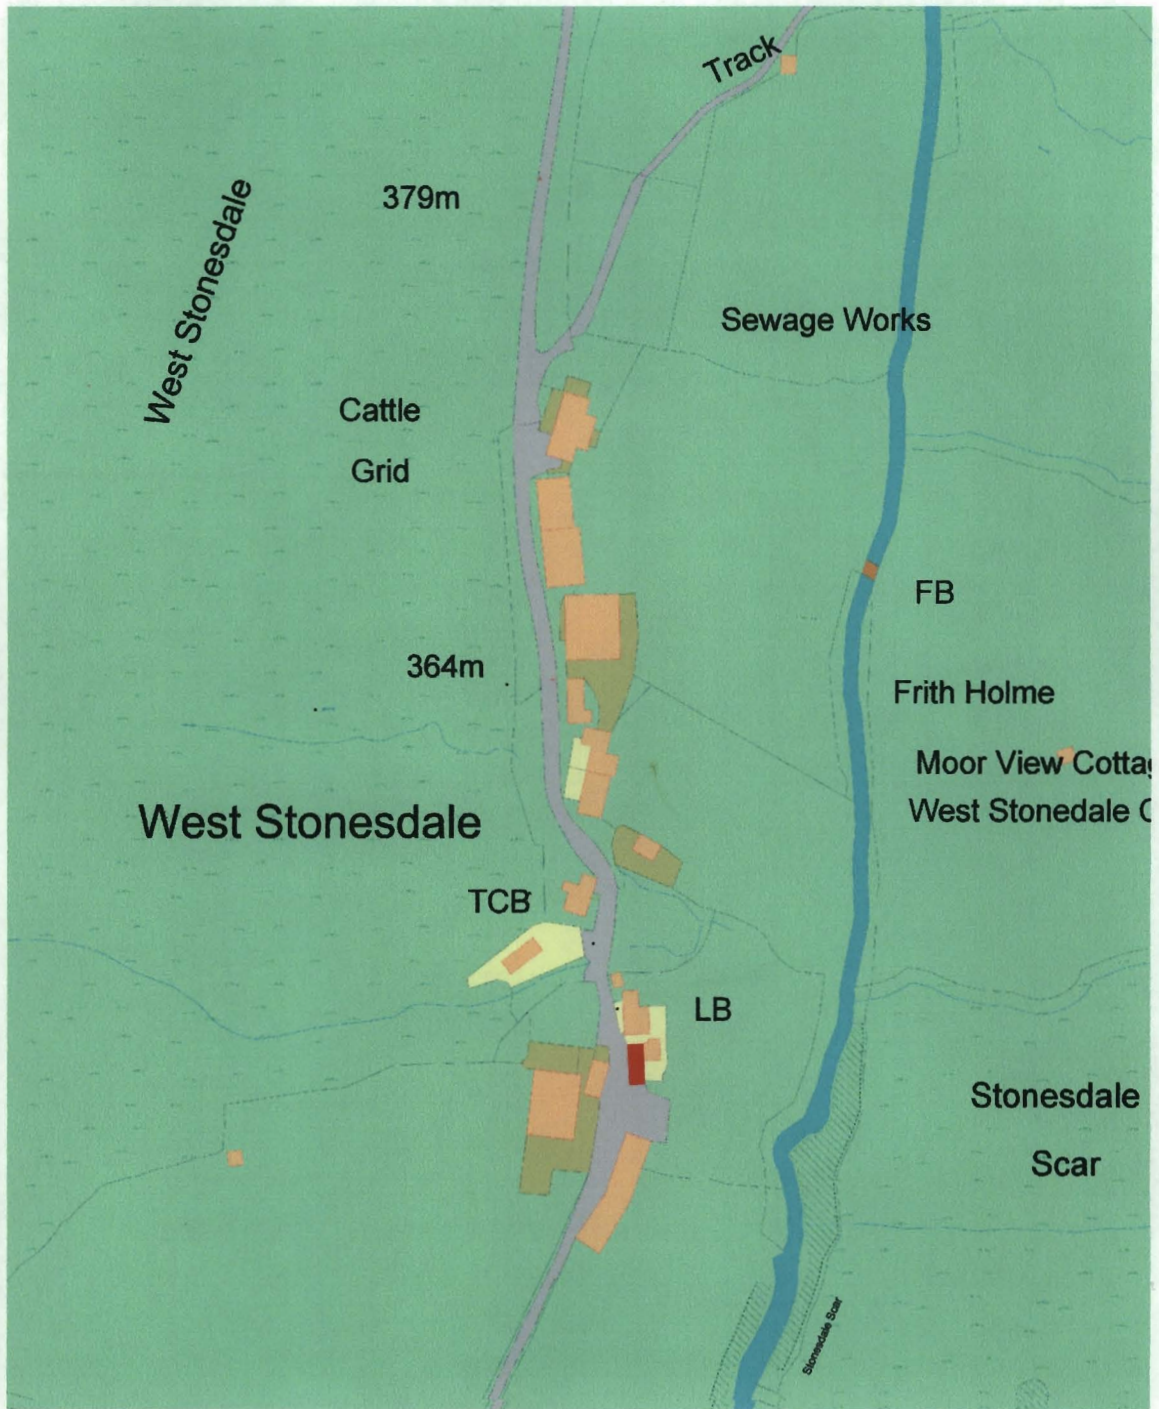 Track
West Stonesdale
379m
Sewage Works
Cattle
Grid
FB
364m
Frith Holme
Moor View Cottag
West Stonedale C
West Stonesdale
TCB
LB
Stonesdale
Scar
Stonesdale Scar